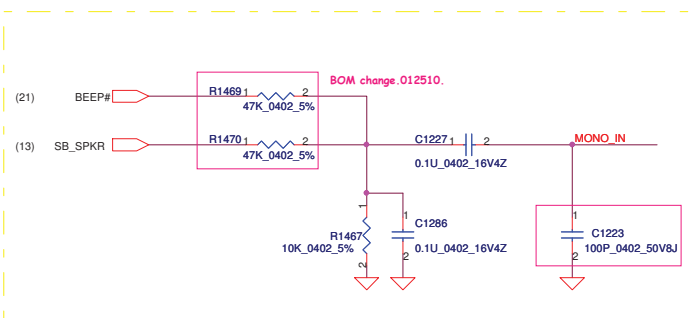 BOM change.012510.
(21) BEEP# R1469 1 2
47K_0402_5%
(13) SB_SPKR R1470 1 2
47K_0402_5%
C1227 1 2 MONO_IN
0.1U_0402_16V4Z
1 R1467
10K_0402_5%
2
1 C1286
0.1U_0402_16V4Z
2
1 C1223
100P_0402_50V8J
2